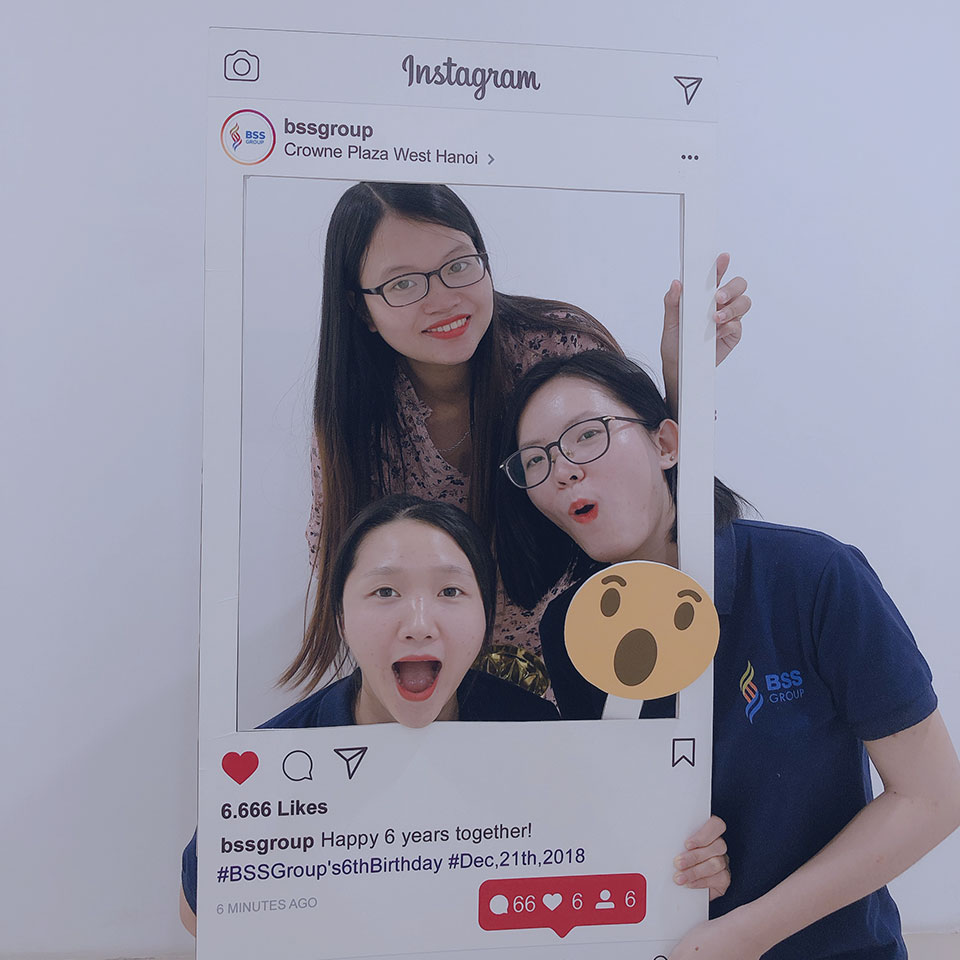 Instagram
BSS
GROUP
bssgroup
Crowne Plaza West Hanoi
BSS
GROUP
6.666 Likes
bssgroup Happy 6 years together!
#BSSGroup's6thBirthday #Dec,21th,2018
6 MINUTES AGO
66 6 6